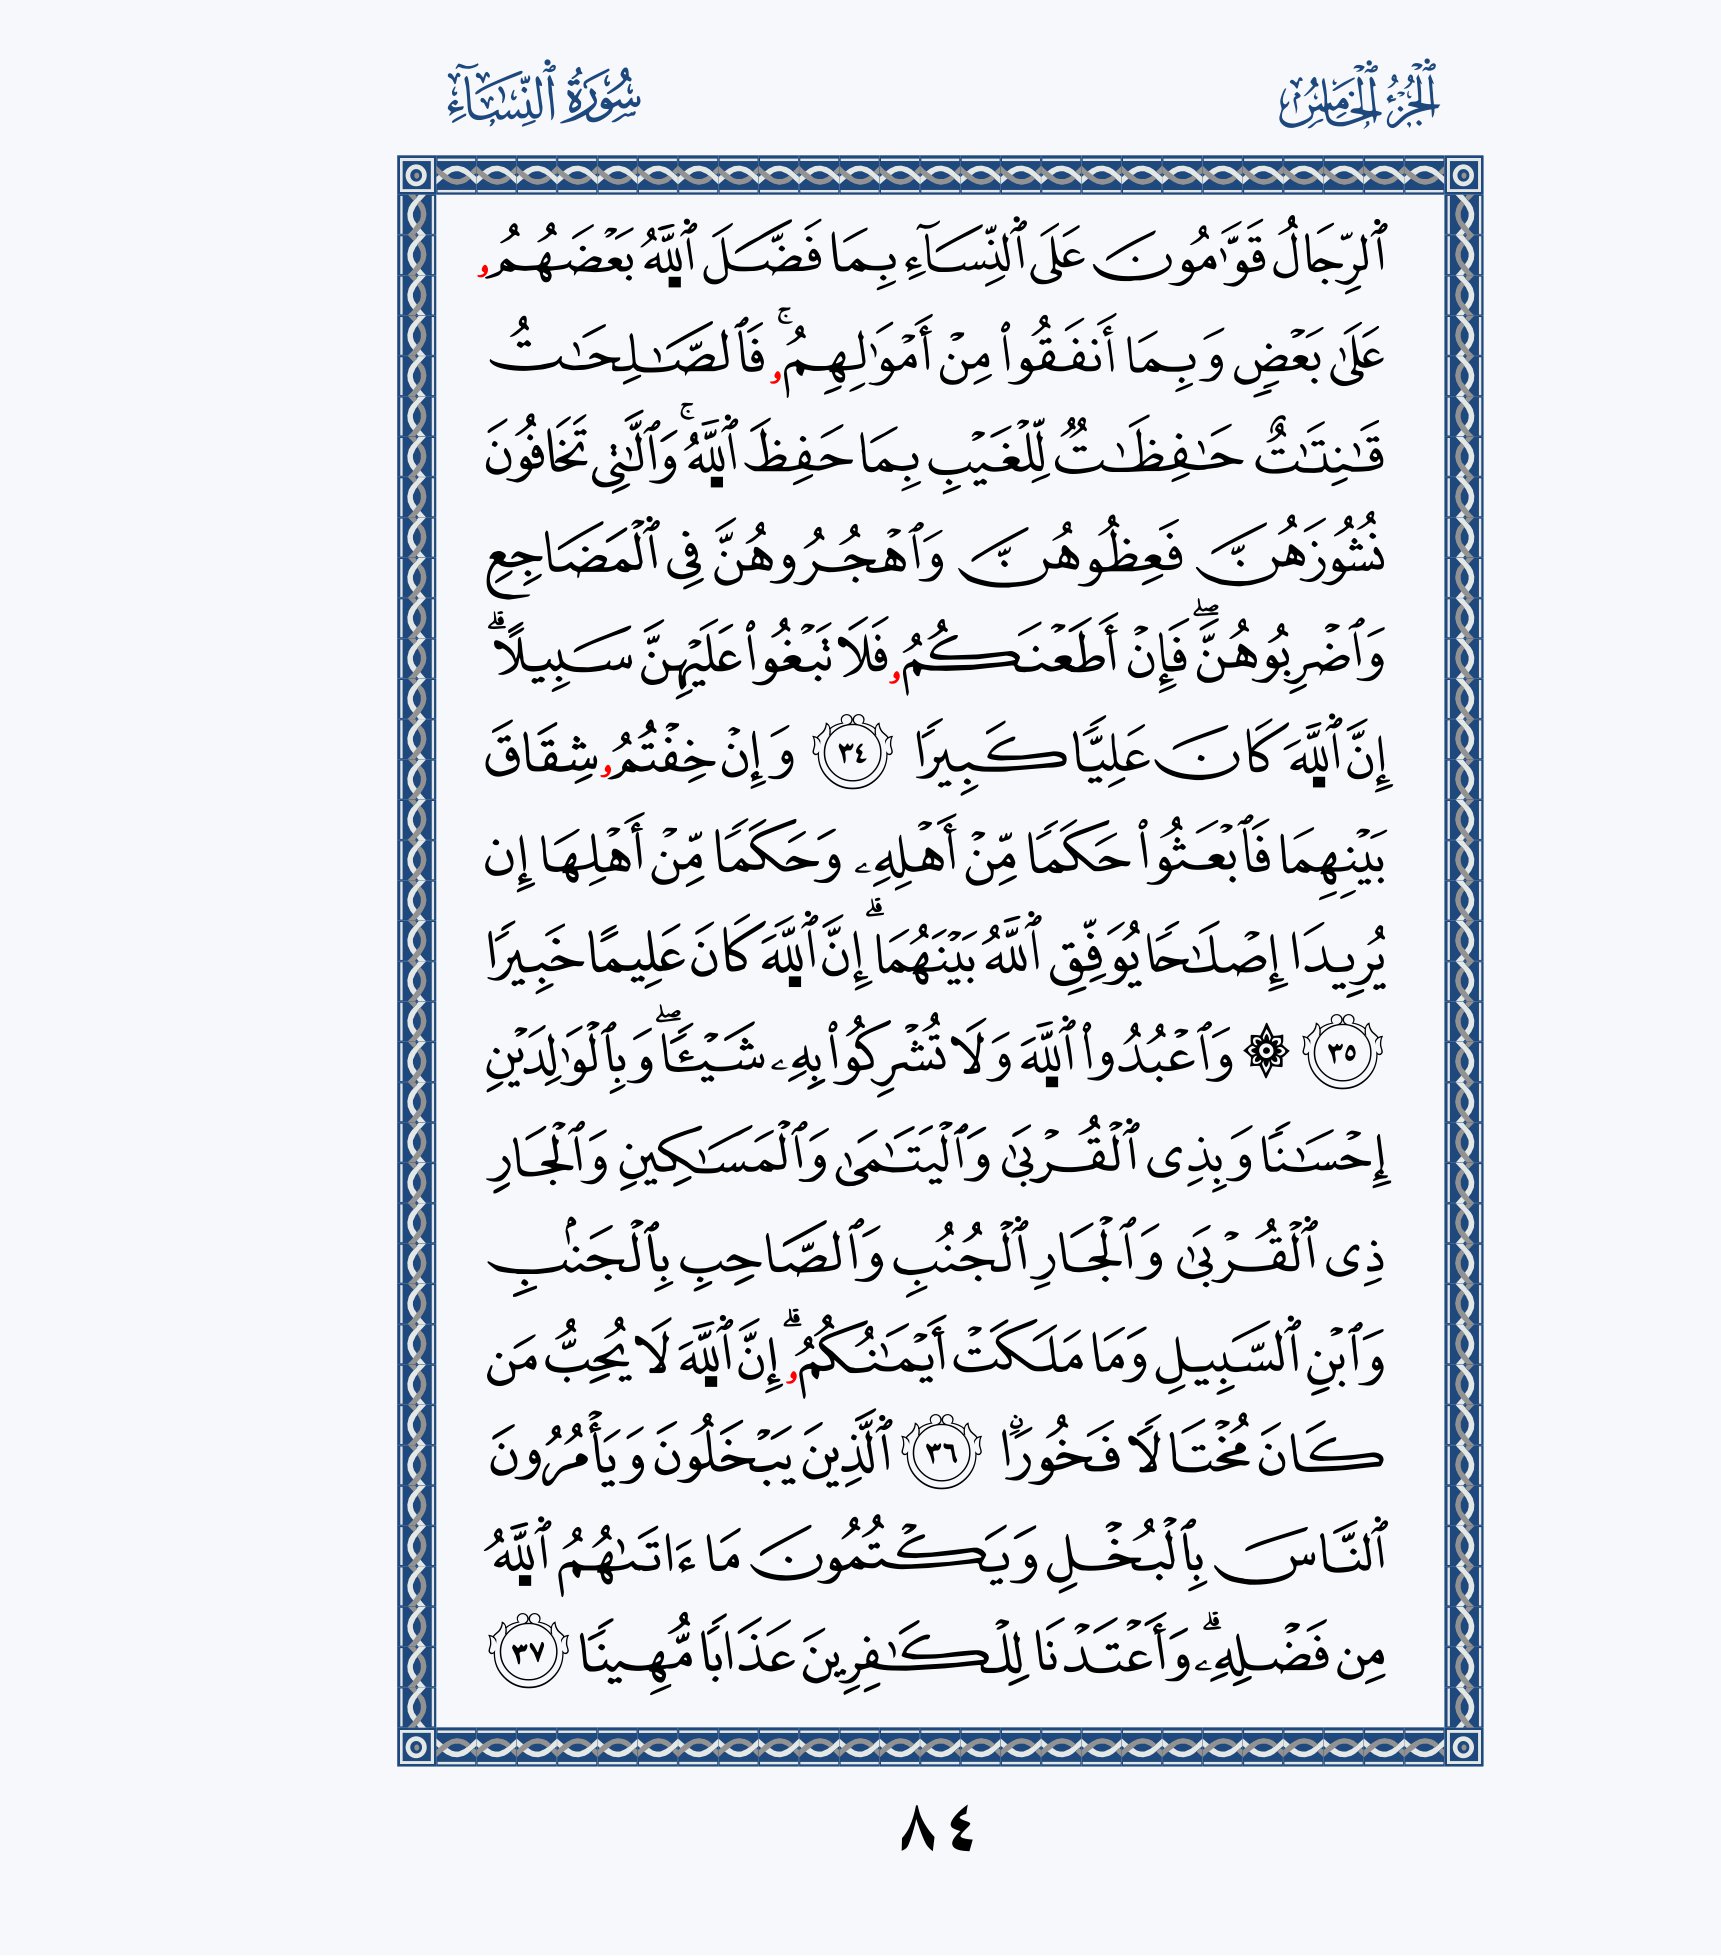 ٱلْجُزْءُ ٱلْخَامِسُ
سُورَةُ ٱلنِّسَآءِ
ٱلرِّجَالُ قَوَّٰمُونَ عَلَى ٱلنِّسَآءِ بِمَا فَضَّلَ ٱللَّهُ بَعْضَهُمُۥ
عَلَىٰ بَعْضٍ وَبِمَآ أَنفَقُوا۟ مِنْ أَمْوَٰلِهِمُۥ ۚ فَٱلصَّـٰلِحَـٰتُ
قَـٰنِتَـٰتٌ حَـٰفِظَـٰتٌ لِّلْغَيْبِ بِمَا حَفِظَ ٱللَّهُ ۚ وَٱلَّـٰتِى تَخَافُونَ
نُشُوزَهُنَّ فَعِظُوهُنَّ وَٱهْجُرُوهُنَّ فِى ٱلْمَضَاجِعِ
وَٱضْرِبُوهُنَّ ۖ فَإِنْ أَطَعْنَكُمُۥ فَلَا تَبْغُوا۟ عَلَيْهِنَّ سَبِيلًا ۗ
إِنَّ ٱللَّهَ كَانَ عَلِيًّا كَبِيرًا ٣٤ وَإِنْ خِفْتُمُۥ شِقَاقَ
بَيْنِهِمَا فَٱبْعَثُوا۟ حَكَمًا مِّنْ أَهْلِهِۦ وَحَكَمًا مِّنْ أَهْلِهَا إِن
يُرِيدَا إِصْلَـٰحًا يُوَفِّقِ ٱللَّهُ بَيْنَهُمَا ۗ إِنَّ ٱللَّهَ كَانَ عَلِيمًا خَبِيرًا
٣٥ ۞ وَٱعْبُدُوا۟ ٱللَّهَ وَلَا تُشْرِكُوا۟ بِهِۦ شَيْـًٔا ۖ وَبِٱلْوَٰلِدَيْنِ
إِحْسَـٰنًا وَبِذِى ٱلْقُرْبَىٰ وَٱلْيَتَـٰمَىٰ وَٱلْمَسَـٰكِينِ وَٱلْجَارِ
ذِى ٱلْقُرْبَىٰ وَٱلْجَارِ ٱلْجُنُبِ وَٱلصَّاحِبِ بِٱلْجَنۢبِ
وَٱبْنِ ٱلسَّبِيلِ وَمَا مَلَكَتْ أَيْمَـٰنُكُمُۥ ۗ إِنَّ ٱللَّهَ لَا يُحِبُّ مَن
كَانَ مُخْتَالًا فَخُورًا ٣٦ ٱلَّذِينَ يَبْخَلُونَ وَيَأْمُرُونَ
ٱلنَّاسَ بِٱلْبُخْلِ وَيَكْتُمُونَ مَا ءَاتَىٰهُمُ ٱللَّهُ
مِن فَضْلِهِۦ ۗ وَأَعْتَدْنَا لِلْكَـٰفِرِينَ عَذَابًا مُّهِينًا ٣٧
٨٤